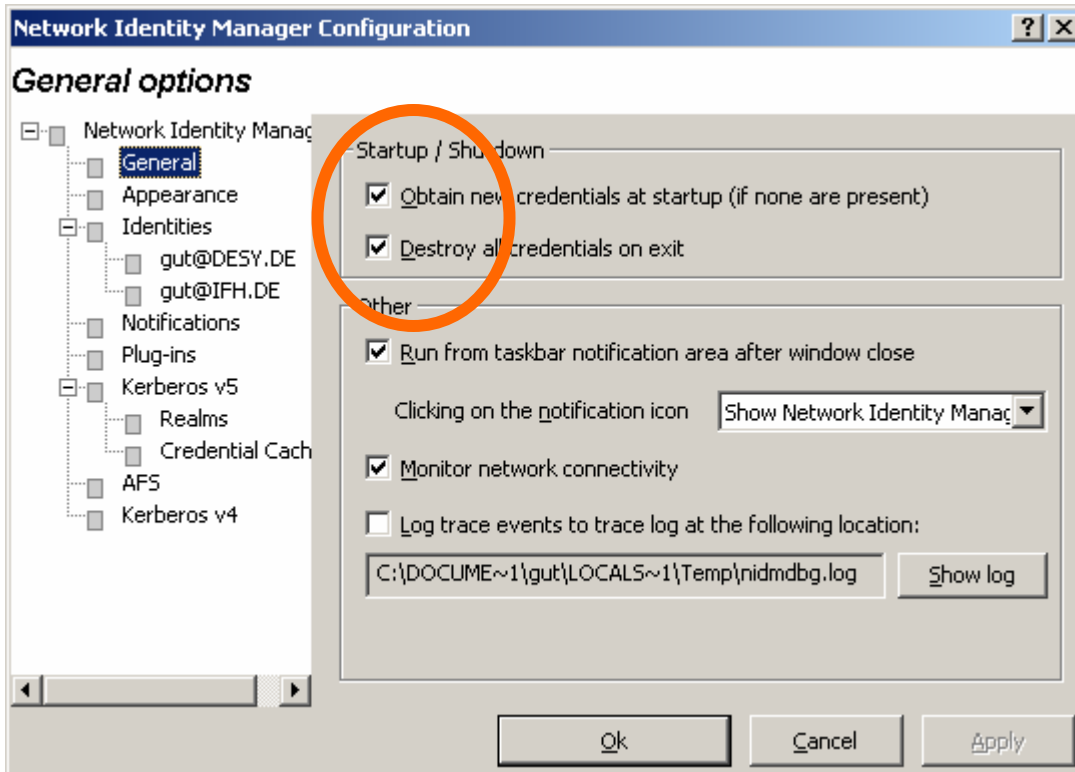 Network Identity Manager Configuration
General options
Network Identity Manag
General
Appearance
Identities
gut@DESY.DE
gut@IFH.DE
Notifications
Plug-ins
Kerberos v5
Realms
Credential Cach
AFS
Kerberos v4
Startup / Shutdown
Obtain new credentials at startup (if none are present)
Destroy all credentials on exit
Other
Run from taskbar notification area after window close
Clicking on the notification icon
Show Network Identity Manag
Monitor network connectivity
Log trace events to trace log at the following location:
C:\DOCUME~1\gut\LOCALS~1\Temp\nidmdbg.log
Show log
Ok
Cancel
Apply